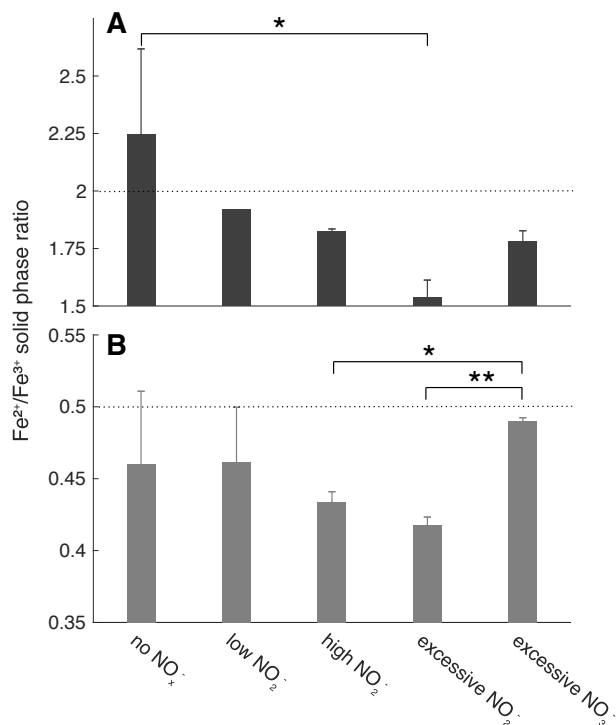 A
*
2.5
2.25
2
1.75
1.5
Fe²⁺/Fe³⁺ solid phase ratio
0.55
B
*
**
0.5
0.45
0.4
0.35
no NOₓ⁻
low NO₂⁻
high NO₂⁻
excessive NO₂⁻
excessive NO₃⁻